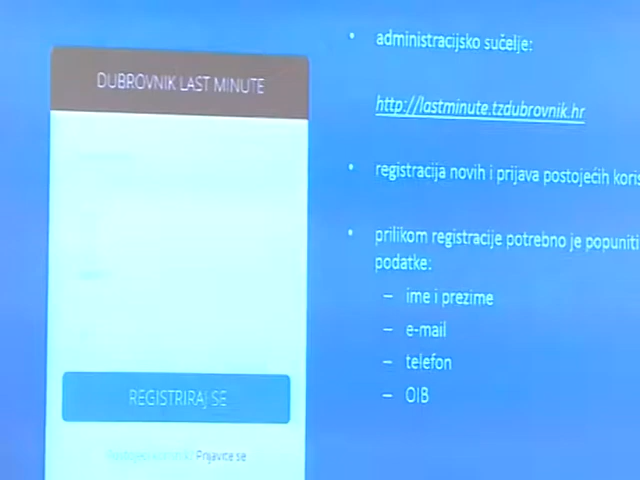 DUBROVNIK LAST MINUTE
REGISTRIRAJ SE
Prijavite se
administracijsko sučelje:
http://lastminute.tzdubrovnik.hr
registracija novih i prijava postojećih
prilikom registracije potrebno je popuniti
podatke:
– ime i prezime
– e-mail
– telefon
– OIB